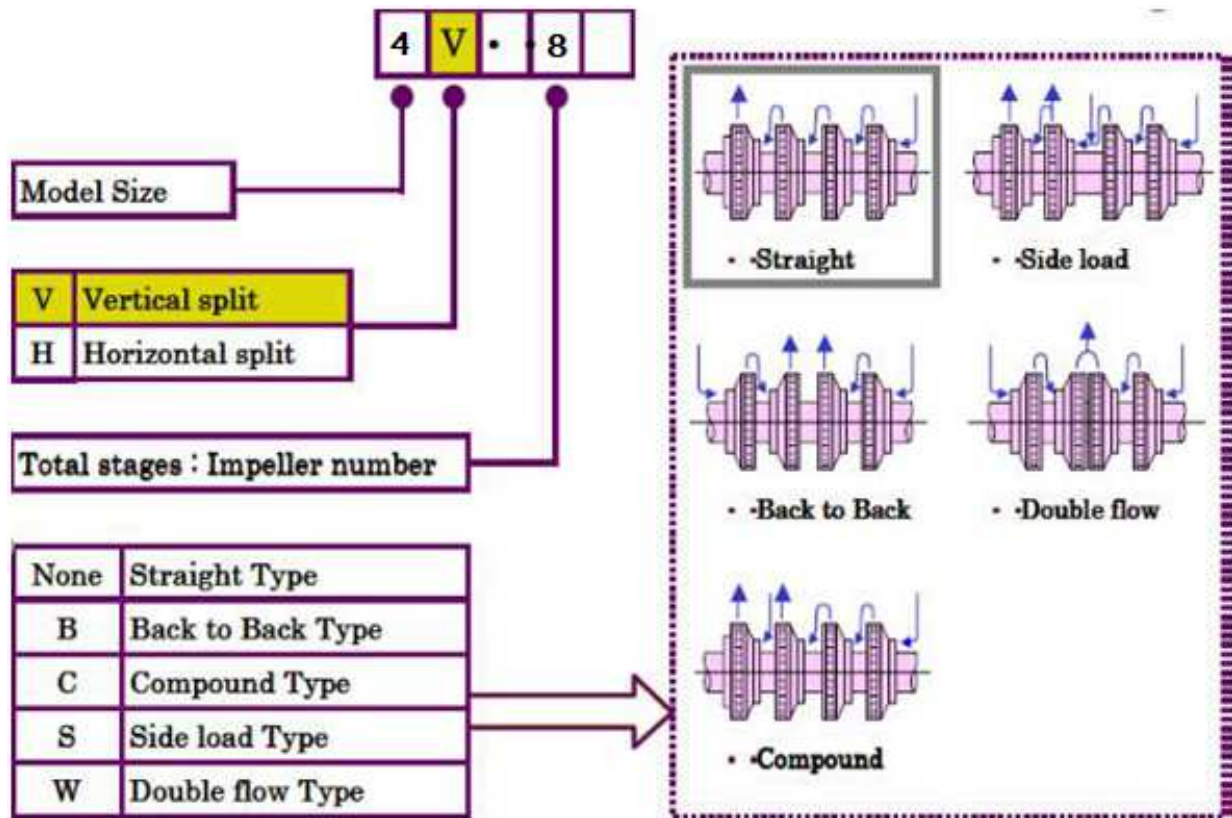 4 V · · 8
Model Size
V Vertical split
H Horizontal split
Total stages : Impeller number
None Straight Type
B Back to Back Type
C Compound Type
S Side load Type
W Double flow Type
· ·Straight
· ·Side load
· ·Back to Back
· ·Double flow
· ·Compound